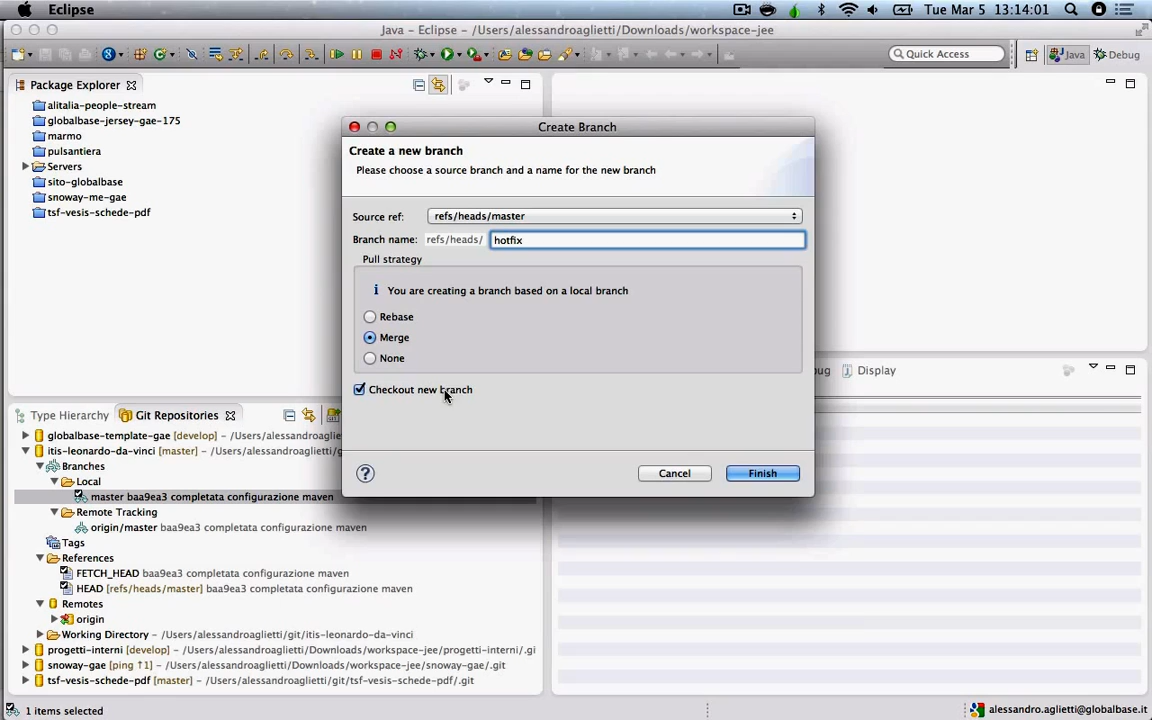 Eclipse
Tue Mar 5 13:14:01
Java - Eclipse - /Users/alessandroaglietti/Downloads/workspace-jee
Quick Access
Java
Debug
Package Explorer
alitalia-people-stream
globalbase-jersey-gae-175
marmo
pulsantiera
Servers
sito-globalbase
snoway-me-gae
tsf-vesis-schede-pdf
Create Branch
Create a new branch
Please choose a source branch and a name for the new branch
Source ref: refs/heads/master
Branch name: refs/heads/ hotfix
Pull strategy
You are creating a branch based on a local branch
Rebase
Merge
None
Checkout new branch
Cancel
Finish
Display
Type Hierarchy
Git Repositories
globalbase-template-gae [develop] - /Users/alessandroaglie
itis-leonardo-da-vinci [master] - /Users/alessandroaglietti/g
Branches
Local
master baa9ea3 completata configurazione maven
Remote Tracking
origin/master baa9ea3 completata configurazione maven
Tags
References
FETCH_HEAD baa9ea3 completata configurazione maven
HEAD [refs/heads/master] baa9ea3 completata configurazione maven
Remotes
origin
Working Directory - /Users/alessandroaglietti/git/itis-leonardo-da-vinci
progetti-interni [develop] - /Users/alessandroaglietti/Downloads/workspace-jee/progetti-interni/.gi
snoway-gae [ping ↑1] - /Users/alessandroaglietti/Downloads/workspace-jee/snoway-gae/.git
tsf-vesis-schede-pdf [master] - /Users/alessandroaglietti/git/tsf-vesis-schede-pdf/.git
1 items selected
alessandro.aglietti@globalbase.it